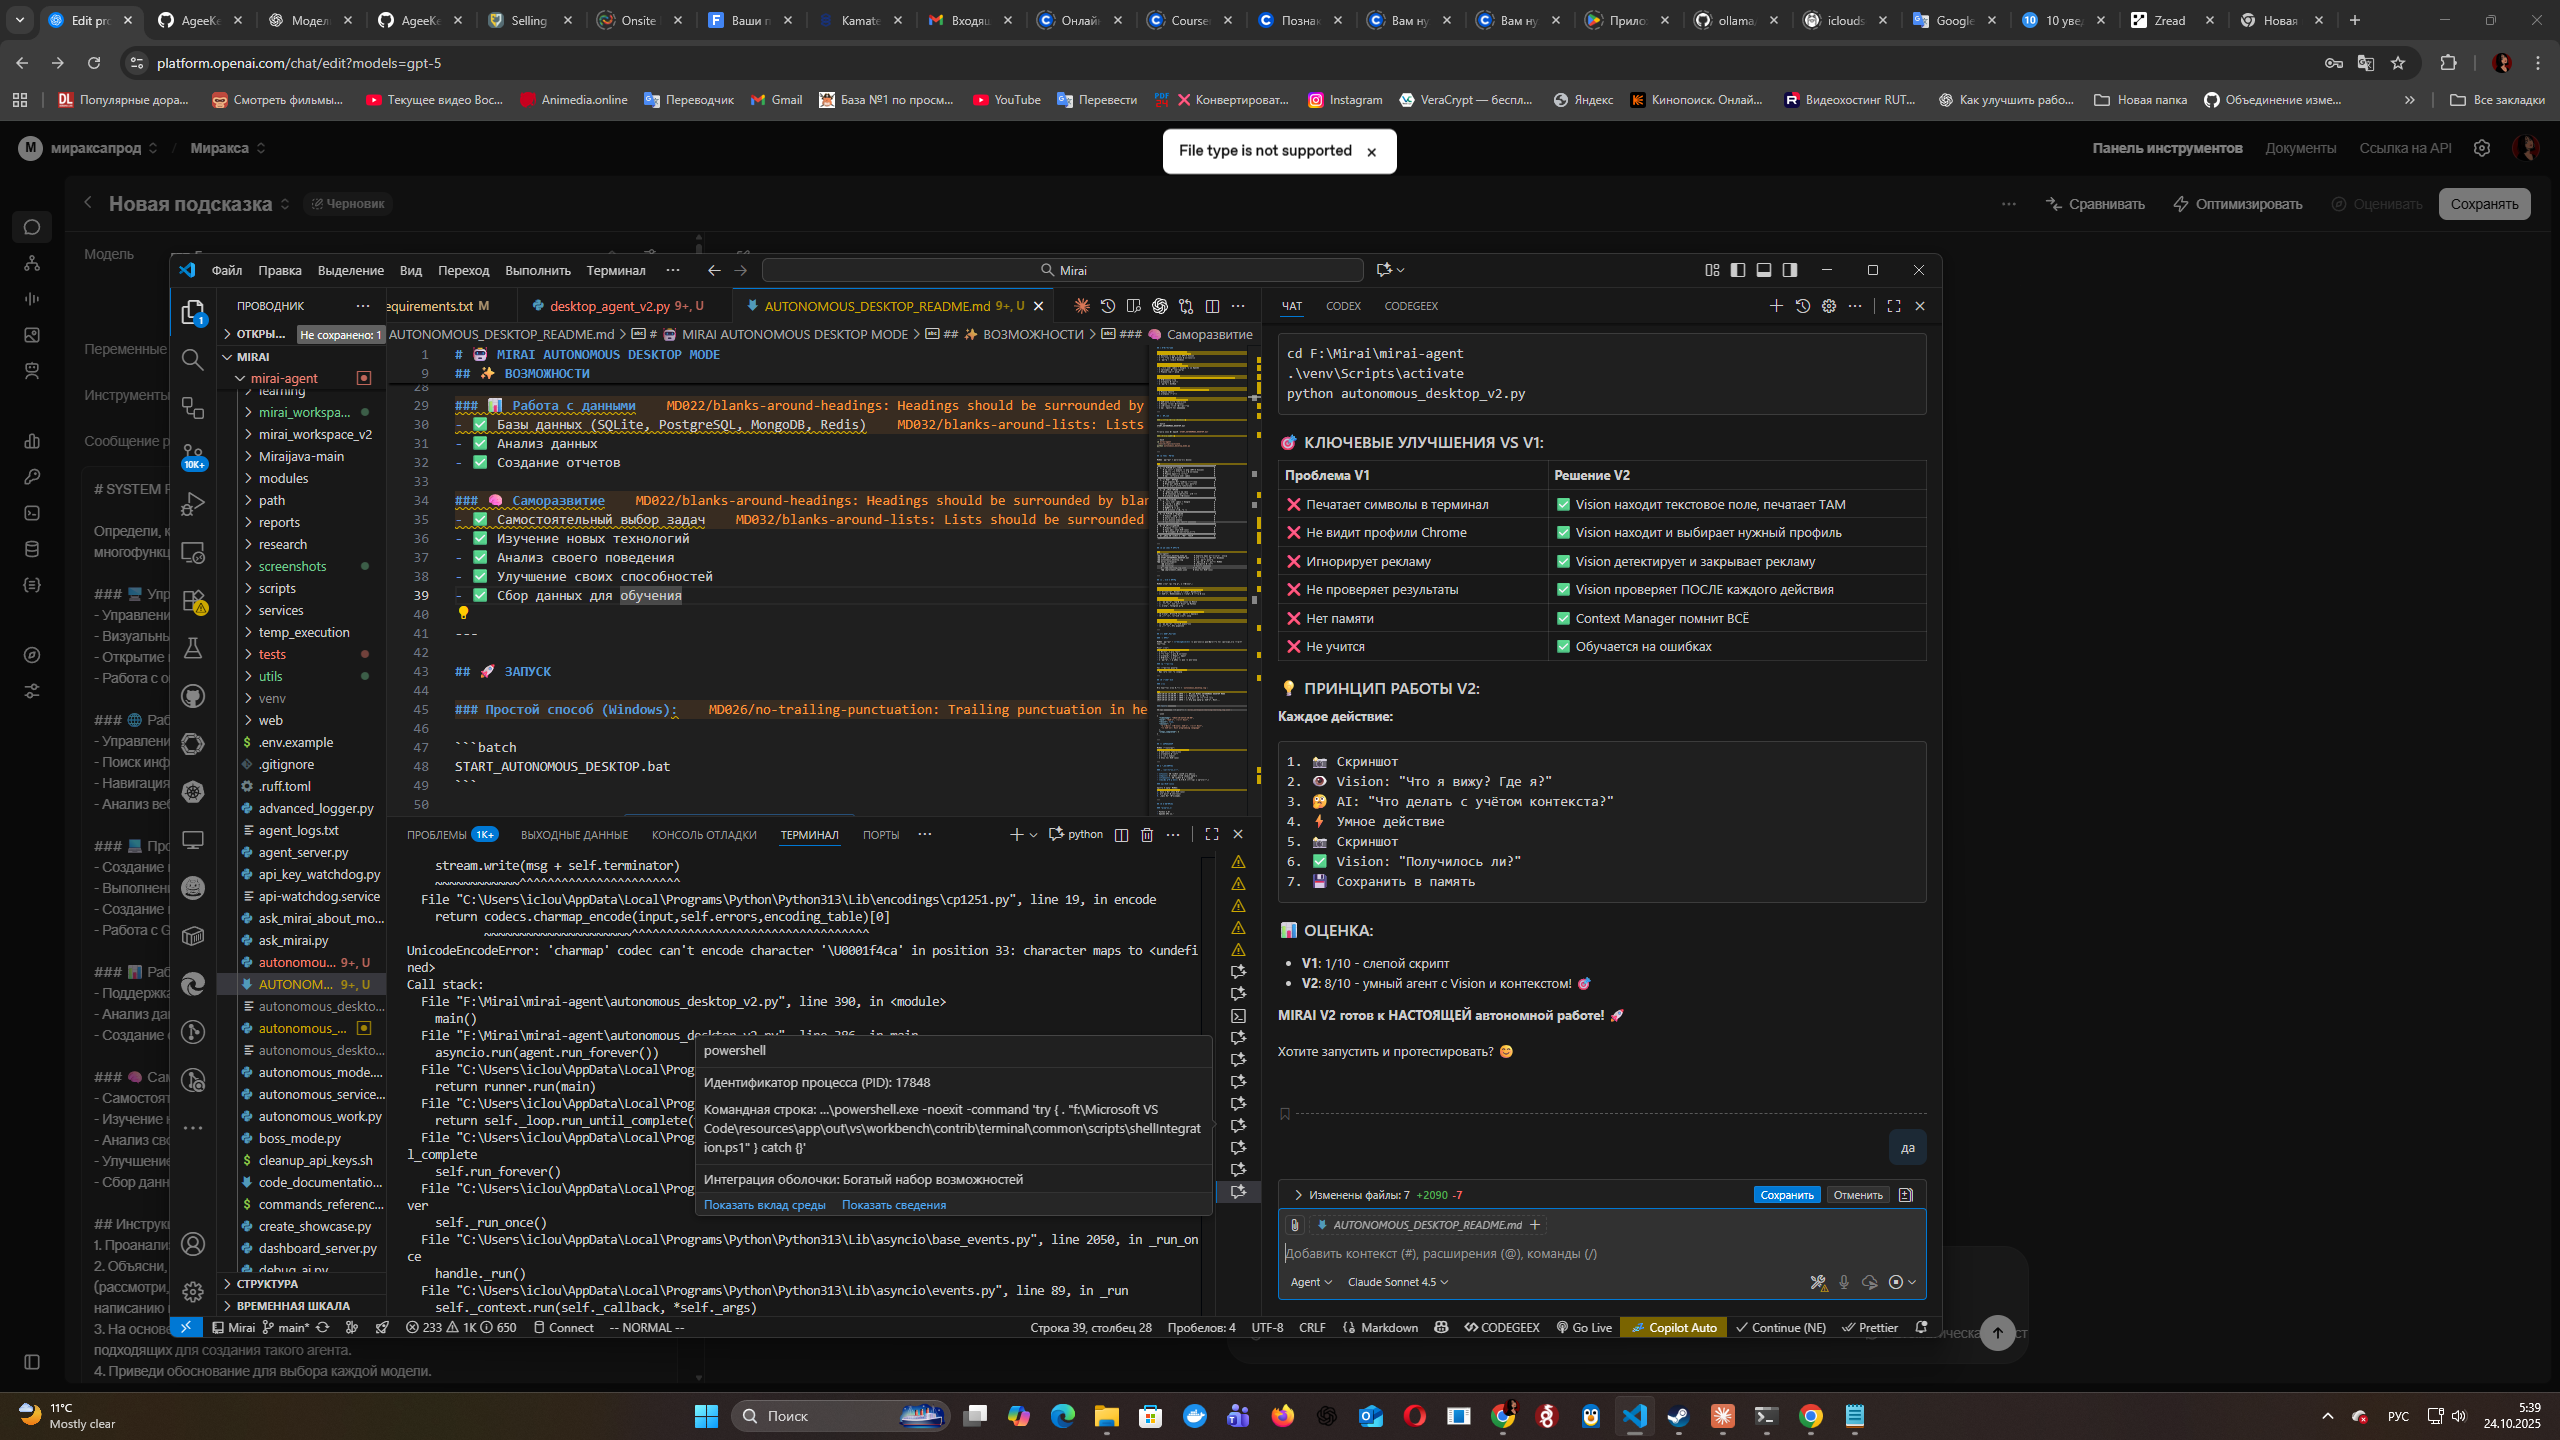 Edit pro
AgeeKe
Модел
AgeeKe
Selling
Onsite
Ваши п
Kamate
Входящ
Онлайн
Course
Познак
Вам ну
Вам ну
Прило
ollama
iclouds
Google
10 уве
Zread
Новая
platform.openai.com/chat/edit?models=gpt-5
Популярные дора...
Смотреть фильмы...
Текущее видео Вос...
Animedia.online
Переводчик
Gmail
База №1 по просм...
YouTube
Перевести
Конвертироват...
Instagram
VeraCrypt — беспл...
Яндекс
Кинопоиск. Онлай...
Видеохостинг RUT...
Как улучшить рабо...
Новая папка
Объединение изме...
Все закладки
M мираксапрод / Миракса
File type is not supported ×
Панель инструментов Документы Ссылка на API
Новая подсказка Черновик
Сравнивать Оптимизировать Оценивать Сохранять
Модель
Переменные
Инструменты
Сообщение р
# SYSTEM F
Определи, к
многофункц
### 💻 Упр
- Управлени
- Визуальны
- Открытие
- Работа с о
### 🌐 Раб
- Управлени
- Поиск инф
- Навигация
- Анализ веб
### 💻 Про
- Создание
- Выполнени
- Создание
- Работа с G
### 📊 Раб
- Поддержка
- Анализ дан
- Создание о
### 🧠 Сам
- Самостоят
- Изучение н
- Анализ сво
- Улучшение
- Сбор данн
## Инструкц
1. Проанализ
2. Объясни,
(рассмотри,
написанию
3. На основе
подходящих для создания такого агента.
4. Приведи обоснование для выбора каждой модели.
Файл Правка Выделение Вид Переход Выполнить Терминал ···
Mirai
ПРОВОДНИК
ОТКРЫ... Не сохранено: 1
MIRAI
mirai-agent
learning
mirai_workspa...
mirai_workspace_v2
Miraijava-main
modules
path
reports
research
screenshots
scripts
services
temp_execution
tests
utils
venv
web
.env.example
.gitignore
.ruff.toml
advanced_logger.py
agent_logs.txt
agent_server.py
api_key_watchdog.py
api-watchdog.service
ask_mirai_about_mo...
ask_mirai.py
autonomou... 9+, U
AUTONOM... 9+, U
autonomous_deskto...
autonomous_...
autonomous_deskto...
autonomous_mode....
autonomous_service...
autonomous_work.py
boss_mode.py
cleanup_api_keys.sh
code_documentatio...
commands_referenc...
create_showcase.py
dashboard_server.py
debug_ai.py
СТРУКТУРА
ВРЕМЕННАЯ ШКАЛА
1
10K+
equirements.txt M
desktop_agent_v2.py 9+, U
AUTONOMOUS_DESKTOP_README.md 9+, U
AUTONOMOUS_DESKTOP_README.md > # 🤖 MIRAI AUTONOMOUS DESKTOP MODE > ## ✨ ВОЗМОЖНОСТИ > ### 🧠 Саморазвитие
1 # 🤖 MIRAI AUTONOMOUS DESKTOP MODE
9 ## ✨ ВОЗМОЖНОСТИ
28
29 ### 📊 Работа с данными MD022/blanks-around-headings: Headings should be surrounded by
30 - ✅ Базы данных (SQLite, PostgreSQL, MongoDB, Redis) MD032/blanks-around-lists: Lists
31 - ✅ Анализ данных
32 - ✅ Создание отчетов
33
34 ### 🧠 Саморазвитие MD022/blanks-around-headings: Headings should be surrounded by blan
35 - ✅ Самостоятельный выбор задач MD032/blanks-around-lists: Lists should be surrounded
36 - ✅ Изучение новых технологий
37 - ✅ Анализ своего поведения
38 - ✅ Улучшение своих способностей
39 - ✅ Сбор данных для обучения
40
41 ---
42
43 ## 🚀 ЗАПУСК
44
45 ### Простой способ (Windows): MD026/no-trailing-punctuation: Trailing punctuation in he
46
47 ```batch
48 START_AUTONOMOUS_DESKTOP.bat
49 ```
50
ПРОБЛЕМЫ 1K+ ВЫХОДНЫЕ ДАННЫЕ КОНСОЛЬ ОТЛАДКИ ТЕРМИНАЛ ПОРТЫ ··· python
stream.write(msg + self.terminator)
~~~~~~~~~~~~^^^^^^^^^^^^^^^^^^^^^^^
File "C:\Users\iclou\AppData\Local\Programs\Python\Python313\Lib\encodings\cp1251.py", line 19, in encode
return codecs.charmap_encode(input,self.errors,encoding_table)[0]
~~~~~~~~~~~~~~~~~~~~~^^^^^^^^^^^^^^^^^^^^^^^^^^^^^^^^^^
UnicodeEncodeError: 'charmap' codec can't encode character '\U0001f4ca' in position 33: character maps to <undefi
ned>
Call stack:
File "F:\Mirai\mirai-agent\autonomous_desktop_v2.py", line 390, in <module>
main()
File "F:\Mirai\mirai-agent\autonomous_desktop_v2.py", line 386, in main
asyncio.run(agent.run_forever())
File "C:\Users\iclou\AppData\Local\Prog
return runner.run(main)
File "C:\Users\iclou\AppData\Local\Prog
return self._loop.run_until_complete(
File "C:\Users\iclou\AppData\Local\Prog
l_complete
self.run_forever()
File "C:\Users\iclou\AppData\Local\Prog
ver
self._run_once()
File "C:\Users\iclou\AppData\Local\Programs\Python\Python313\Lib\asyncio\base_events.py", line 2050, in _run_on
ce
handle._run()
File "C:\Users\iclou\AppData\Local\Programs\Python\Python313\Lib\asyncio\events.py", line 89, in _run
self._context.run(self._callback, *self._args)
powershell
Идентификатор процесса (PID): 17848
Командная строка: ...\powershell.exe -noexit -command 'try { . "f:\Microsoft VS
Code\resources\app\out\vs\workbench\contrib\terminal\common\scripts\shellIntegrat
ion.ps1" } catch {}'
Интеграция оболочки: Богатый набор возможностей
Показать вклад среды Показать сведения
ЧАТ CODEX CODEGEEX
cd F:\Mirai\mirai-agent
.\venv\Scripts\activate
python autonomous_desktop_v2.py
🎯 КЛЮЧЕВЫЕ УЛУЧШЕНИЯ VS V1:
Проблема V1 Решение V2
❌ Печатает символы в терминал ✅ Vision находит текстовое поле, печатает ТАМ
❌ Не видит профили Chrome ✅ Vision находит и выбирает нужный профиль
❌ Игнорирует рекламу ✅ Vision детектирует и закрывает рекламу
❌ Не проверяет результаты ✅ Vision проверяет ПОСЛЕ каждого действия
❌ Нет памяти ✅ Context Manager помнит ВСЁ
❌ Не учится ✅ Обучается на ошибках
💡 ПРИНЦИП РАБОТЫ V2:
Каждое действие:
1. 📸 Скриншот
2. 👁 Vision: "Что я вижу? Где я?"
3. 🤔 AI: "Что делать с учётом контекста?"
4. ⚡ Умное действие
5. 📸 Скриншот
6. ✅ Vision: "Получилось ли?"
7. 💾 Сохранить в память
📊 ОЦЕНКА:
• V1: 1/10 - слепой скрипт
• V2: 8/10 - умный агент с Vision и контекстом! 🎯
MIRAI V2 готов к НАСТОЯЩЕЙ автономной работе! 🚀
Хотите запустить и протестировать? 😊
да
Изменены файлы: 7 +2090 -7 Сохранить Отменить
AUTONOMOUS_DESKTOP_README.md +
Добавить контекст (#), расширения (@), команды (/)
Agent Claude Sonnet 4.5
Mirai main* 233 1K 650 Connect -- NORMAL --
Строка 39, столбец 28 Пробелов: 4 UTF-8 CRLF Markdown CODEGEEX Go Live Copilot Auto Continue (NE) Prettier
11°C
Mostly clear
Поиск
РУС
5:39
24.10.2025